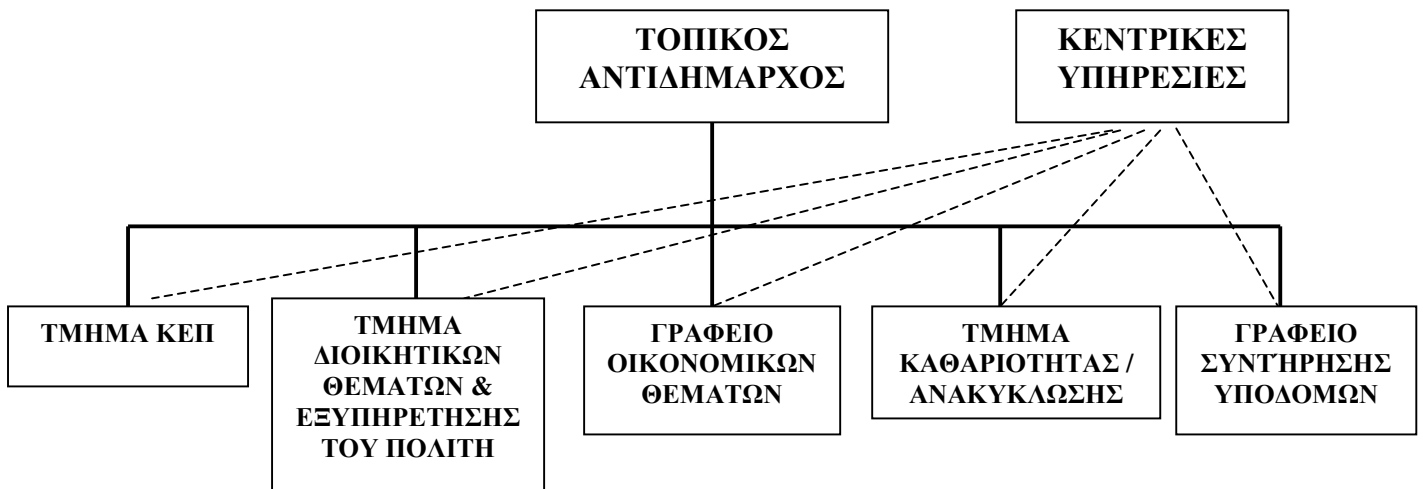 ΤΟΠΙΚΟΣ
ΑΝΤΙΔΗΜΑΡΧΟΣ
ΚΕΝΤΡΙΚΕΣ
ΥΠΗΡΕΣΙΕΣ
ΤΜΗΜΑ ΚΕΠ
ΤΜΗΜΑ
ΔΙΟΙΚΗΤΙΚΩΝ
ΘΕΜΑΤΩΝ &
ΕΞΥΠΗΡΕΤΗΣΗΣ
ΤΟΥ ΠΟΛΙΤΗ
ΓΡΑΦΕΙΟ
ΟΙΚΟΝΟΜΙΚΩΝ
ΘΕΜΑΤΩΝ
ΤΜΗΜΑ
ΚΑΘΑΡΙΟΤΗΤΑΣ /
ΑΝΑΚΥΚΛΩΣΗΣ
ΓΡΑΦΕΙΟ
ΣΥΝΤΉΡΗΣΗΣ
ΥΠΟΔΟΜΩΝ